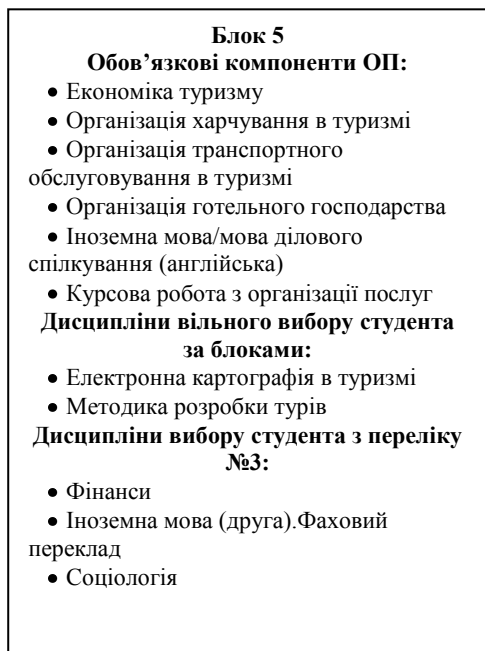 Блок 5
Обов’язкові компоненти ОП:
• Економіка туризму
• Організація харчування в туризмі
• Організація транспортного
обслуговування в туризмі
• Організація готельного господарства
• Іноземна мова/мова ділового
спілкування (англійська)
• Курсова робота з організації послуг
Дисципліни вільного вибору студента
за блоками:
• Електронна картографія в туризмі
• Методика розробки турів
Дисципліни вибору студента з переліку
№3:
• Фінанси
• Іноземна мова (друга).Фаховий
переклад
• Соціологія